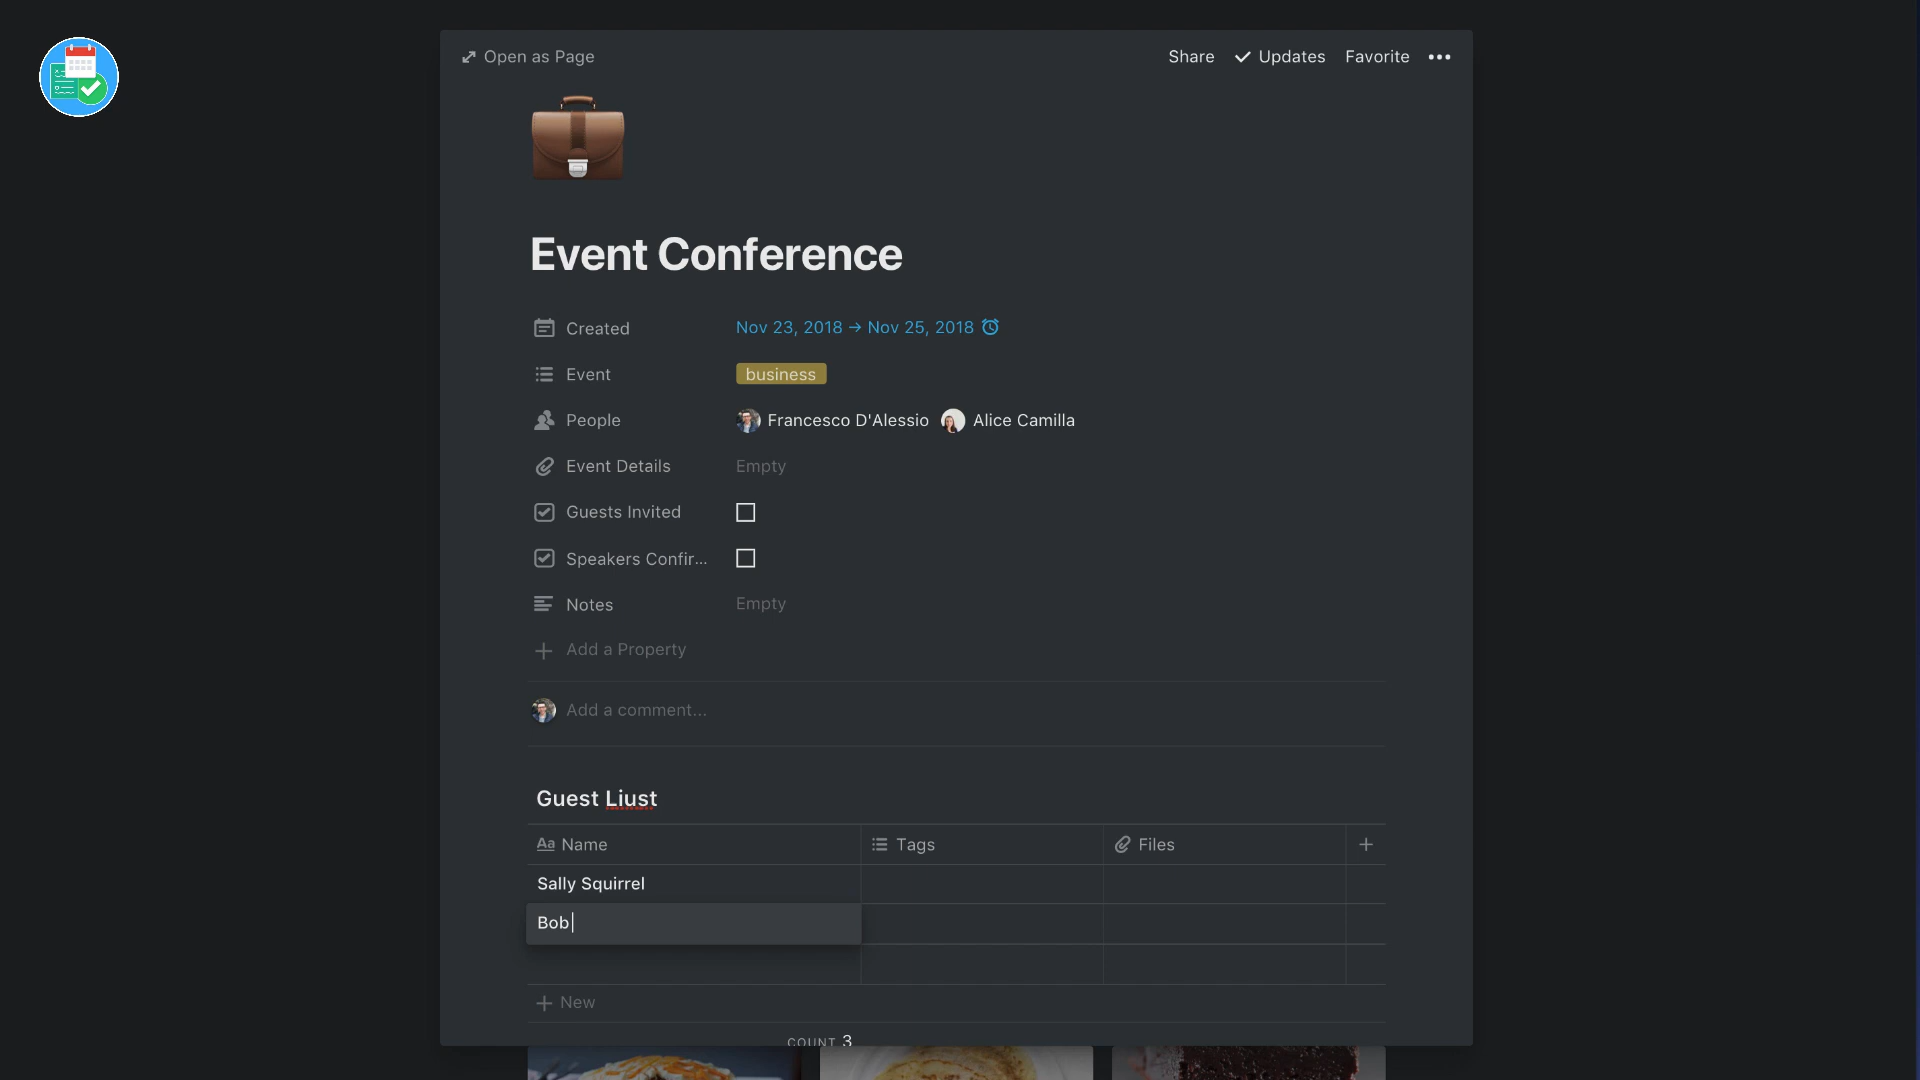 Open as Page
Share Updates Favorite
Event Conference
Created Nov 23, 2018 → Nov 25, 2018
Event business
People Francesco D'Alessio Alice Camilla
Event Details Empty
Guests Invited
Speakers Confir...
Notes Empty
Add a Property
Add a comment...
Guest Liust
Aa Name Tags Files
Sally Squirrel
Bob
New
COUNT 3